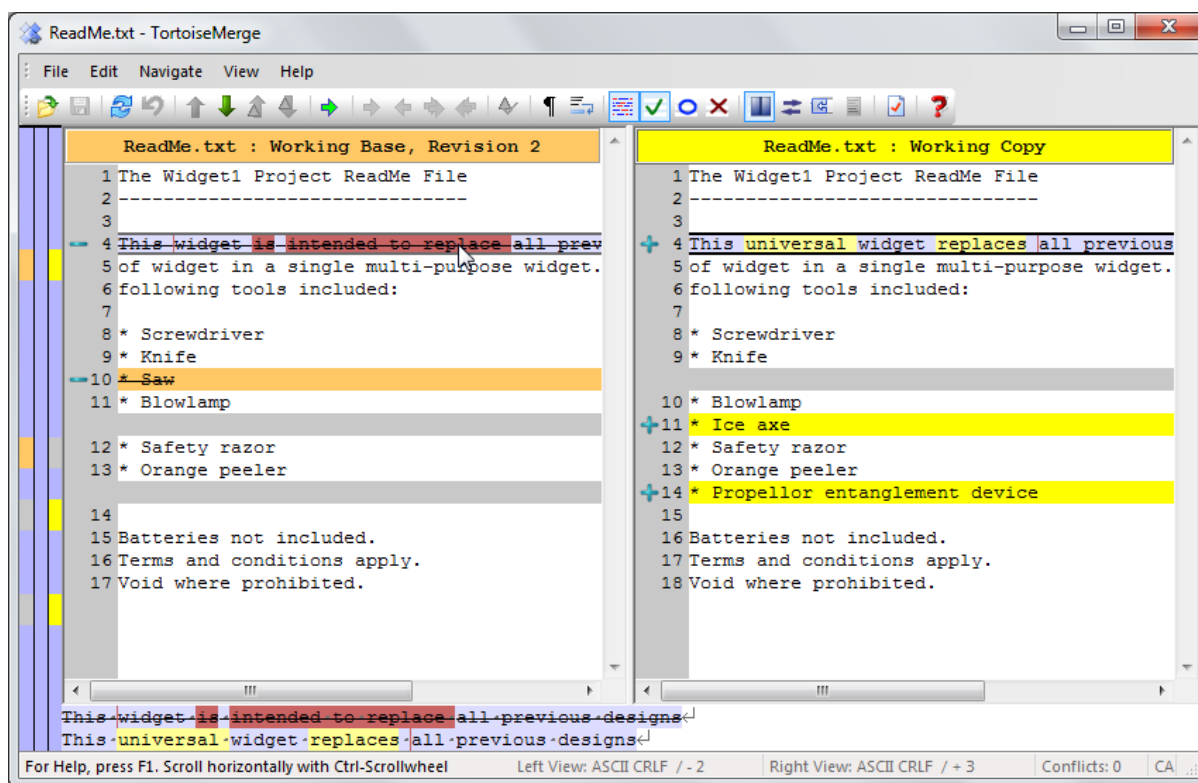 ReadMe.txt - TortoiseMerge
File Edit Navigate View Help
ReadMe.txt : Working Base, Revision 2
1 The Widget1 Project ReadMe File
2 -------------------------------
3
4 This widget is intended to replace all prev
5 of widget in a single multi-purpose widget.
6 following tools included:
7
8 * Screwdriver
9 * Knife
10 * Saw
11 * Blowlamp
12 * Safety razor
13 * Orange peeler
14
15 Batteries not included.
16 Terms and conditions apply.
17 Void where prohibited.
ReadMe.txt : Working Copy
1 The Widget1 Project ReadMe File
2 -------------------------------
3
4 This universal widget replaces all previous
5 of widget in a single multi-purpose widget.
6 following tools included:
7
8 * Screwdriver
9 * Knife
10 * Blowlamp
11 * Ice axe
12 * Safety razor
13 * Orange peeler
14 * Propellor entanglement device
15
16 Batteries not included.
17 Terms and conditions apply.
18 Void where prohibited.
This widget is intended to replace all previous designs
This universal widget replaces all previous designs
For Help, press F1. Scroll horizontally with Ctrl-Scrollwheel Left View: ASCII CRLF / - 2 Right View: ASCII CRLF / + 3 Conflicts: 0 CA